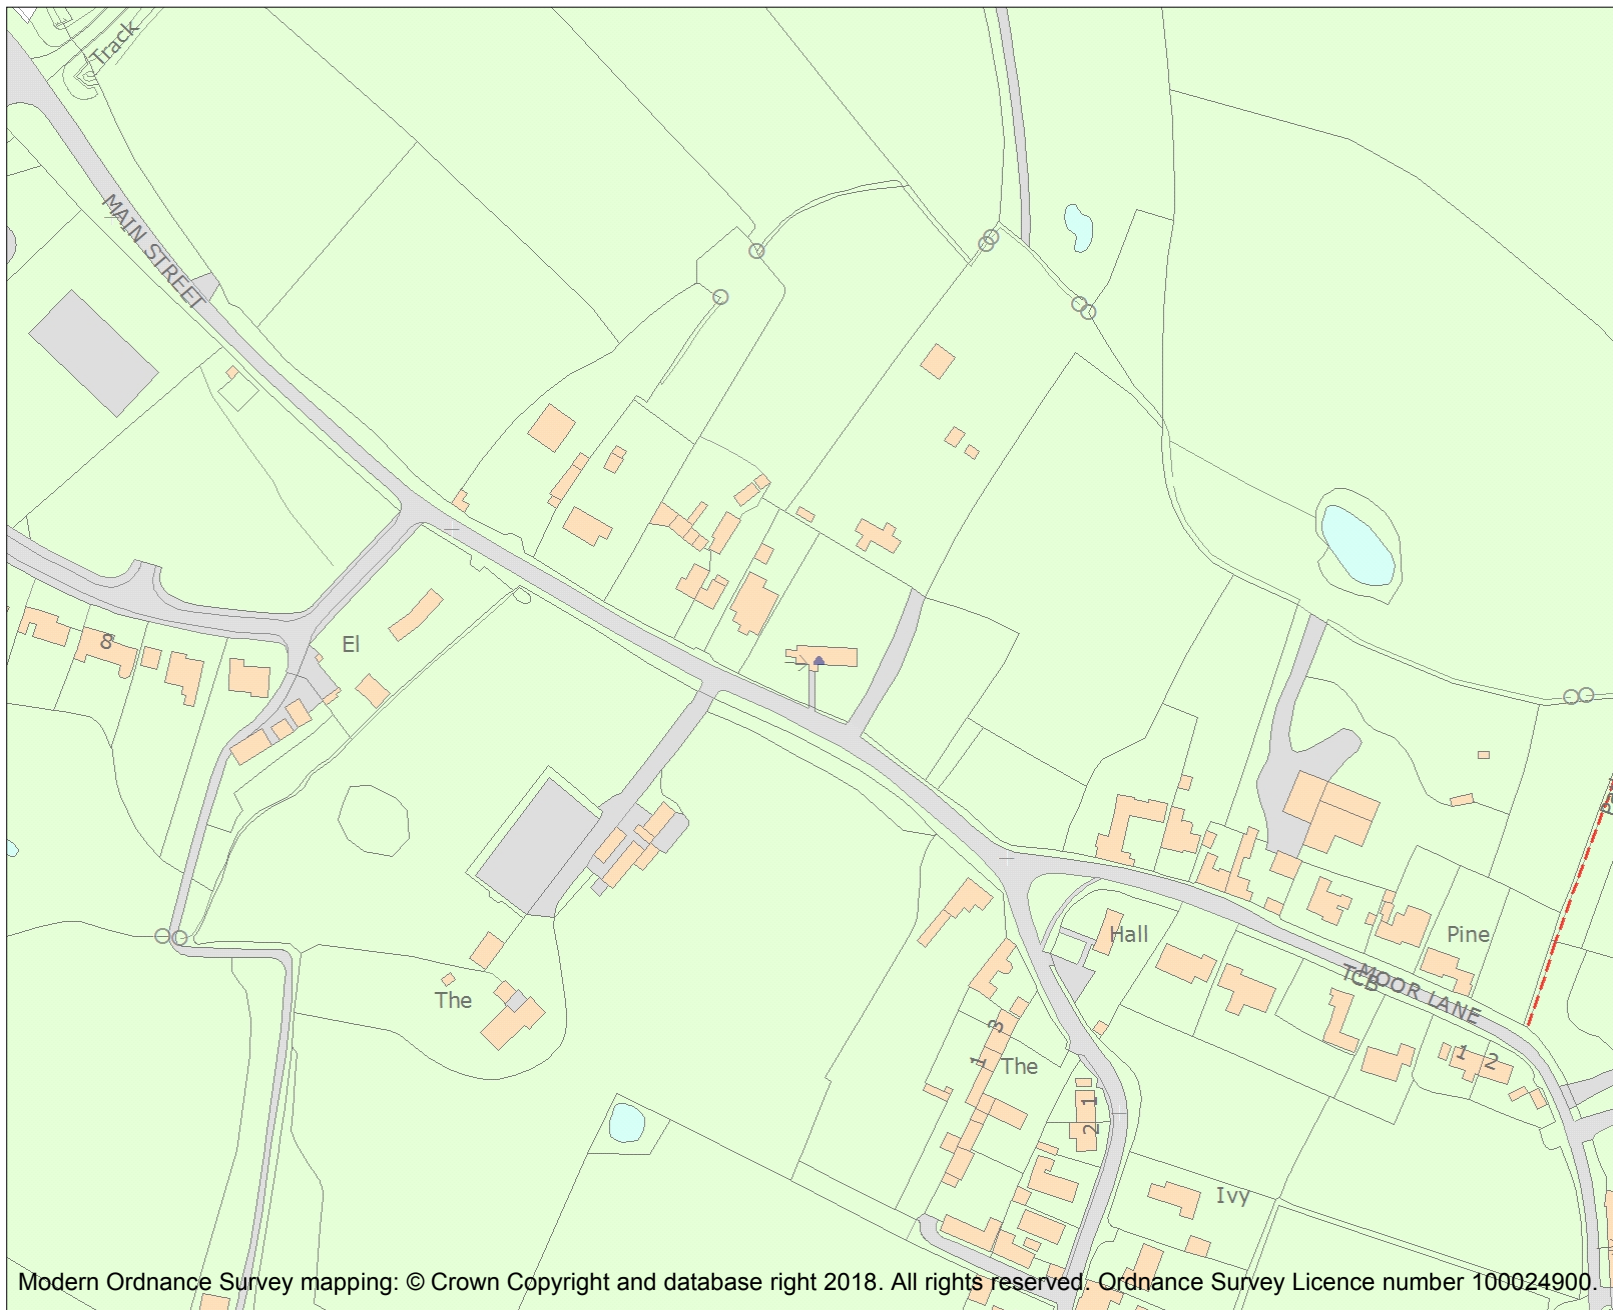 Track
MAIN STREET
8
El
Hall
Pine
TCB
MOOR LANE
The
3
1
The
1
2
1
2
Ivy
Modern Ordnance Survey mapping: © Crown Copyright and database right 2018. All rights reserved. Ordnance Survey Licence number 100024900.